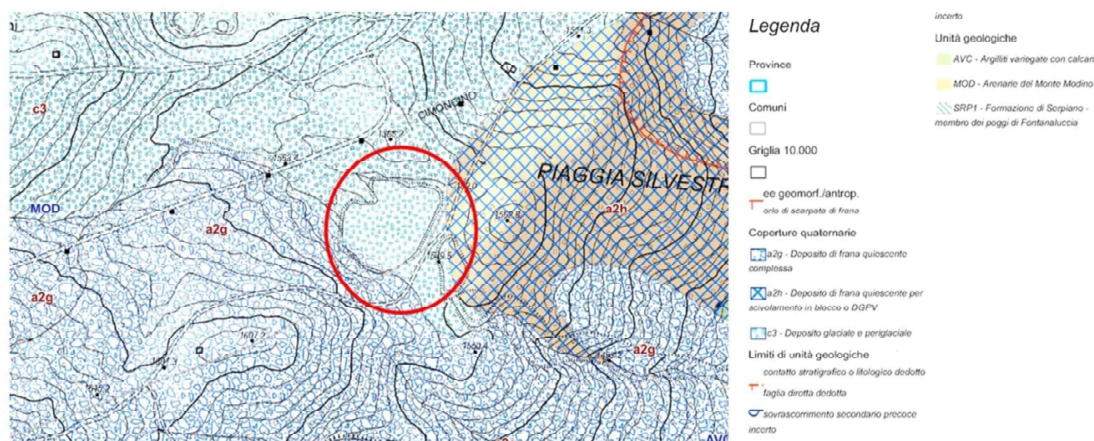 c3
CIMONCINO
MOD
a2g
a2g
PIAGGIA SILVESTR
a2h
a2g
AVC
Legenda
Province
Comuni
Griglia 10.000
ee geomorf./antrop.
orlo di scarpata di frana
Coperture quaternarie
a2g - Deposito di frana quiescente
complessa
a2h - Deposito di frana quiescente per
scivolamento in blocco o DGPV
c3 - Deposito glaciale e periglaciale
Limiti di unità geologiche
contatto stratigrafico o litologico dedotto
faglia diretta dedotta
sovrascorrimento secondario precoce
incerto
incerto
Unità geologiche
AVC - Argilliti variegate con calcari
MOD - Arenarie del Monte Modino
SRP1 - Formazione di Serpiano -
membro dei poggi di Fontanaluccia